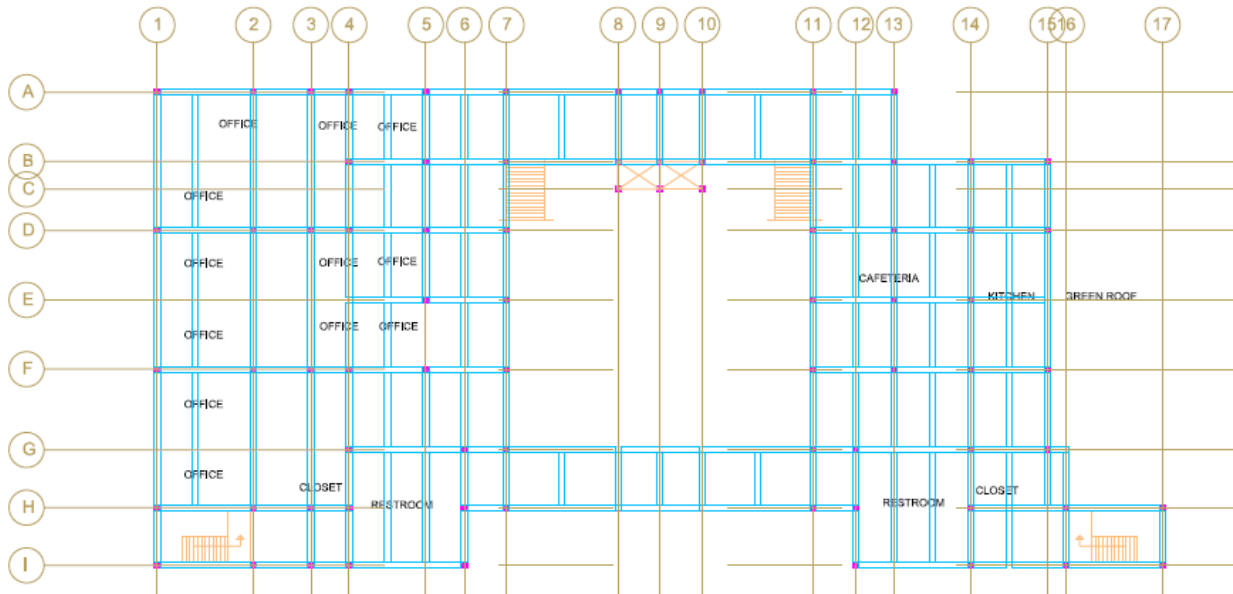 1 2 3 4 5 6 7 8 9 10 11 12 13 14 15 16 17
A
OFFICE OFFICE OFFICE
B
C
OFFICE
D
OFFICE OFFICE OFFICE
CAFETERIA
E
KITCHEN GREEN ROOF
OFFICE OFFICE OFFICE
F
OFFICE
G
OFFICE
CLOSET CLOSET
RESTROOM RESTROOM
H
I